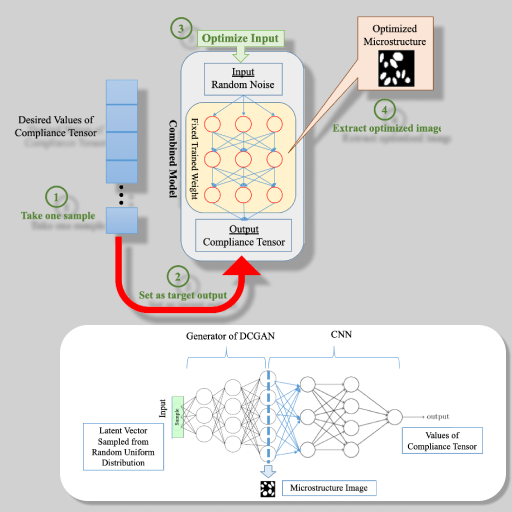 3
Optimize Input
Optimized
Microstructure
Input
Random Noise
Desired Values of
Compliance Tensor
Combined Model
Fixed Trained Weight
4
Extract optimized image
1
Take one sample
Output
Compliance Tensor
2
Set as target output
Generator of DCGAN
CNN
Input
Sample
output
Latent Vector
Sampled from
Random Uniform
Distribution
Values of
Compliance Tensor
Microstructure Image